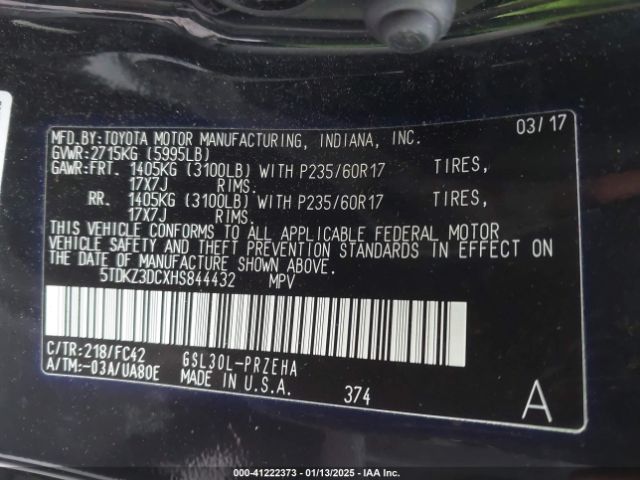 MFD.BY:TOYOTA MOTOR MANUFACTURING, INDIANA, INC. 03/17
GVWR:2715KG (5995LB)
GAWR:FRT. 1405KG (3100LB) WITH P235/60R17 TIRES,
17X7J RIMS.
RR. 1405KG (3100LB) WITH P235/60R17 TIRES,
17X7J RIMS.
THIS VEHICLE CONFORMS TO ALL APPLICABLE FEDERAL MOTOR
VEHICLE SAFETY AND THEFT PREVENTION STANDARDS IN EFFECT ON
THE DATE OF MANUFACTURE SHOWN ABOVE.
5TDKZ3DCXHS844432 MPV
C/TR:218/FC42 GSL30L-PRZEHA
A/TM:-03A/UA80E MADE IN U.S.A. 374 A
000-41222373 - 01/13/2025 - IAA Inc.